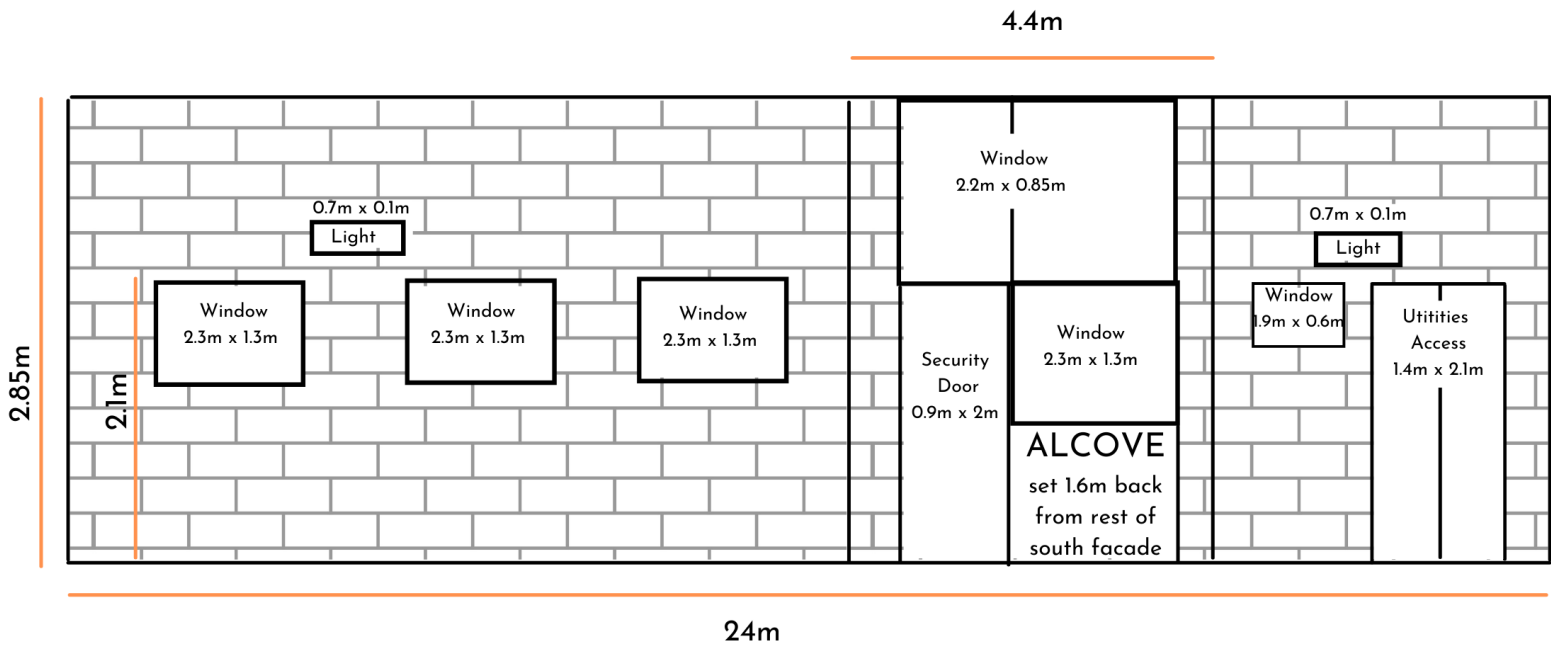 4.4m
Window
2.2m x 0.85m
0.7m x 0.1m
Light
0.7m x 0.1m
Light
Window
2.3m x 1.3m
Window
2.3m x 1.3m
Window
2.3m x 1.3m
Security
Door
0.9m x 2m
Window
2.3m x 1.3m
ALCOVE
set 1.6m back
from rest of
south facade
Window
1.9m x 0.6m
Utitities
Access
1.4m x 2.1m
2.85m
2.1m
24m